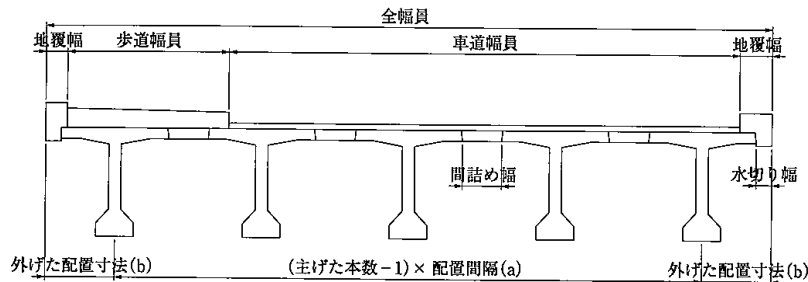 全幅員
地覆幅 歩道幅員 車道幅員 地覆幅
間詰め幅 水切り幅
外げた配置寸法(b) (主げた本数-1)×配置間隔(a) 外げた配置寸法(b)